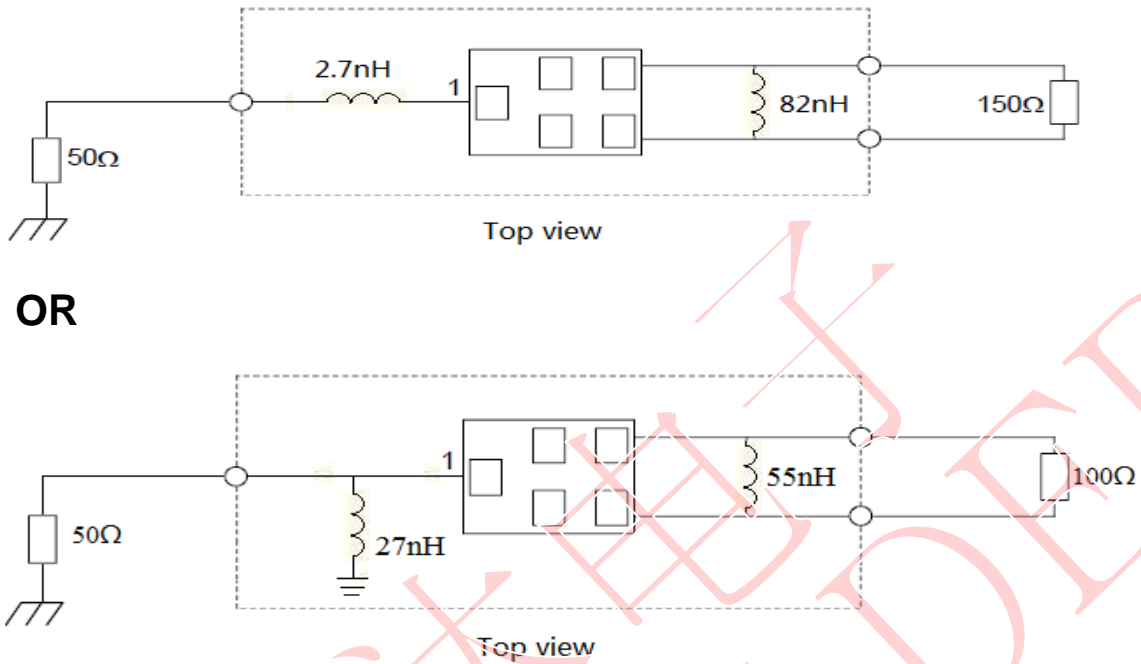 2.7nH
1
82nH
150Ω
50Ω
Top view
OR
1
55nH
100Ω
50Ω
27nH
Top view